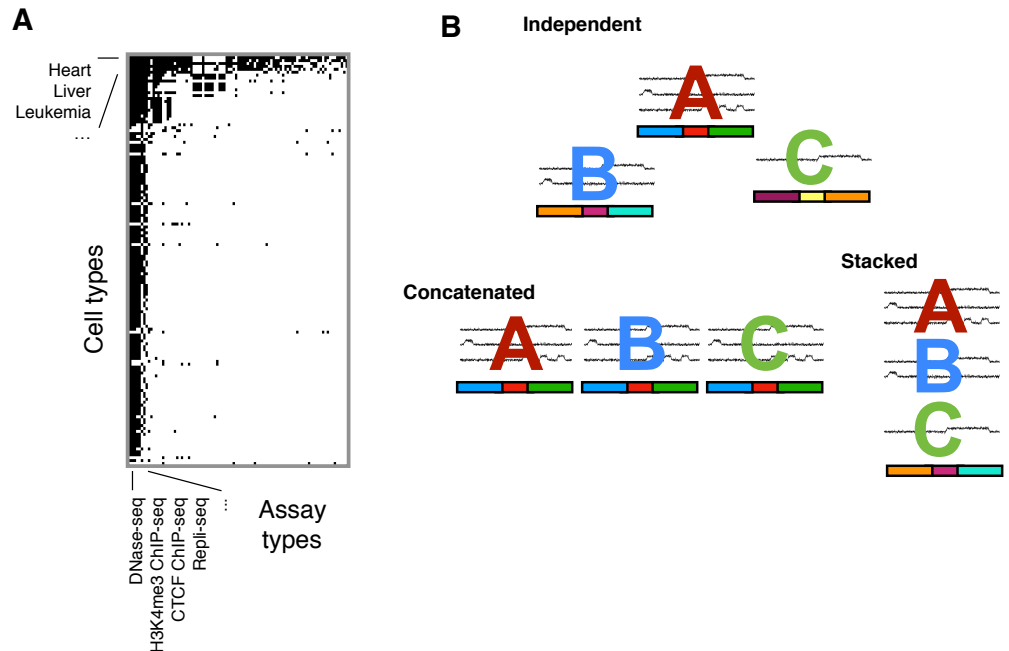 A
Heart
Liver
Leukemia
...
Cell types
DNase-seq
H3K4me3 ChIP-seq
CTCF ChIP-seq
Repli-seq
...
Assay
types
B
Independent
A
B
C
Concatenated
A
B
C
Stacked
A
B
C